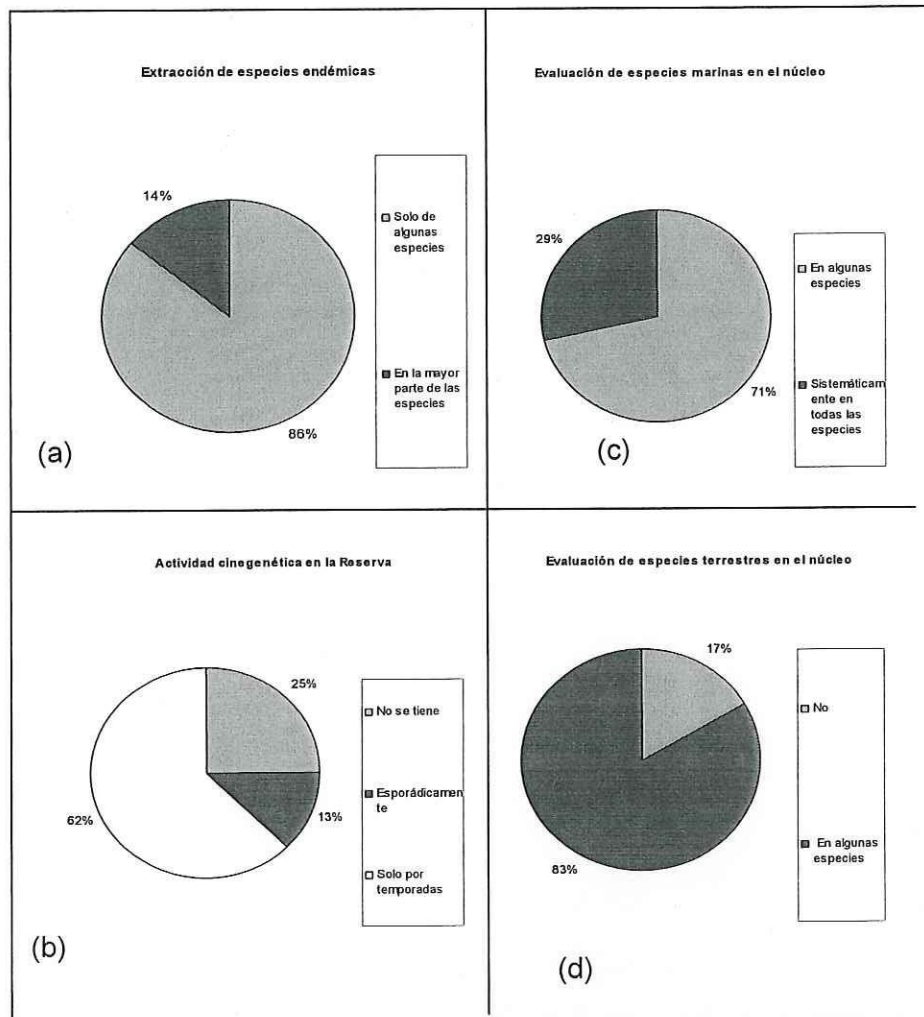 Extracción de especies endémicas
14%
86%
Solo de
algunas
especies
En la mayor
parte de las
especies
(a)
Evaluación de especies marinas en el núcleo
29%
71%
En algunas
especies
Sistemáticam
ente en
todas las
especies
(c)
Actividad cinegenética en la Reserva
25%
13%
62%
No se tiene
Esporádicame
nte
Solo por
temporadas
(b)
Evaluación de especies terrestres en el núcleo
17%
83%
No
En algunas
especies
(d)